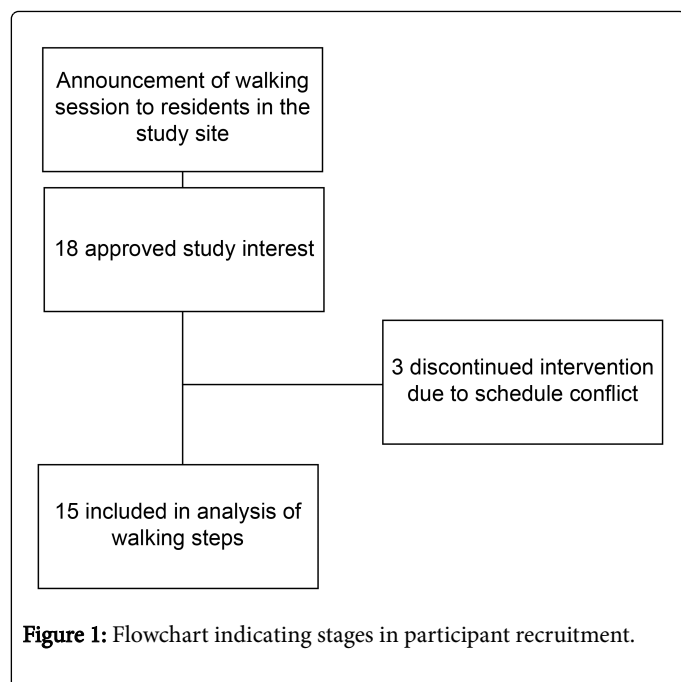 Announcement of walking
session to residents in the
study site
18 approved study interest
3 discontinued intervention
due to schedule conflict
15 included in analysis of
walking steps
Figure 1: Flowchart indicating stages in participant recruitment.